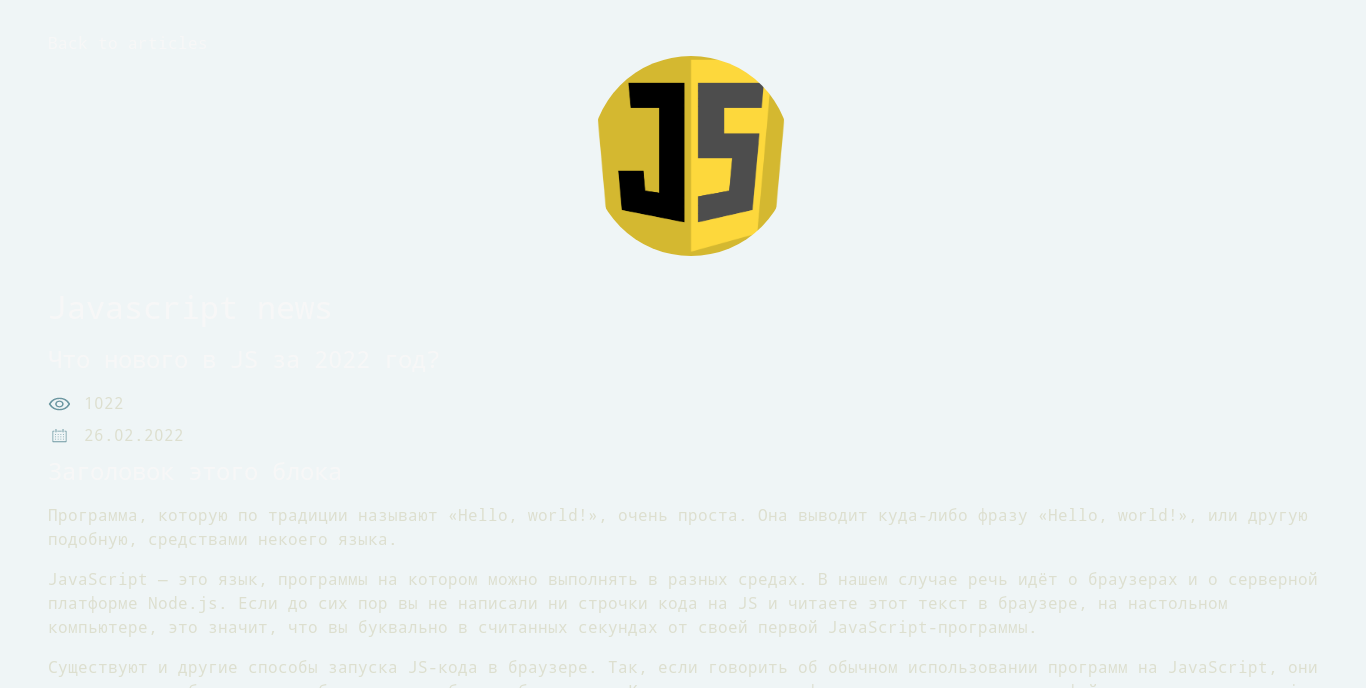 Back to articles
JS
Javascript news
Что нового в JS за 2022 год?
1022
26.02.2022
Заголовок этого блока
Программа, которую по традиции называют «Hello, world!», очень проста. Она выводит куда-либо фразу «Hello, world!», или другую
подобную, средствами некоего языка.
JavaScript — это язык, программы на котором можно выполнять в разных средах. В нашем случае речь идёт о браузерах и о серверной
платформе Node.js. Если до сих пор вы не написали ни строчки кода на JS и читаете этот текст в браузере, на настольном
компьютере, это значит, что вы буквально в считанных секундах от своей первой JavaScript-программы.
Существуют и другие способы запуска JS-кода в браузере. Так, если говорить об обычном использовании программ на JavaScript, они